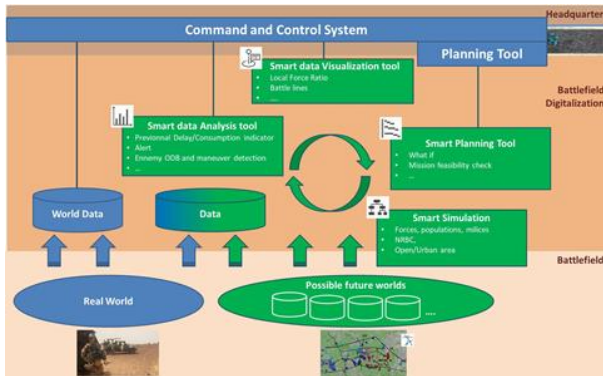 Headquarter
Command and Control System
Planning Tool
Smart data Visualization tool
• Local Force Ratio
• Battle lines
• ....
Battlefield
Digitalization
Smart data Analysis tool
• Previonnal Delay/Consumption indicator
• Alert
• Ennemy ODB and maneuver detection
• ...
Smart Planning Tool
• What if
• Mission feasibility check
• ...
World Data
Data
Smart Simulation
• Forces, populations, milices
• NRBC,
• Open/Urban area
Battlefield
Real World
Possible future worlds
....